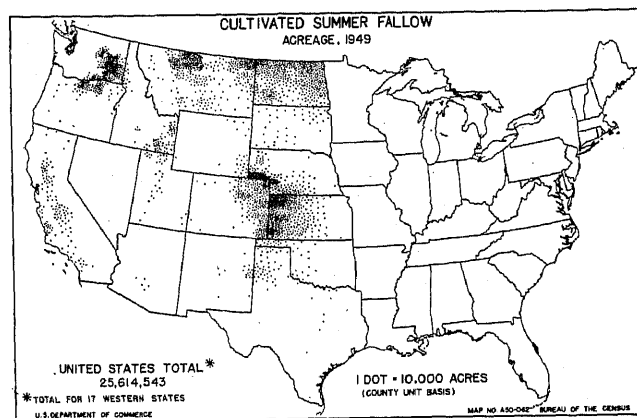 CULTIVATED SUMMER FALLOW
ACREAGE, 1949
UNITED STATES TOTAL*
25,614,543
*TOTAL FOR 17 WESTERN STATES
U.S. DEPARTMENT OF COMMERCE
1 DOT = 10,000 ACRES
(COUNTY UNIT BASIS)
MAP NO. A50-042 BUREAU OF THE CENSUS